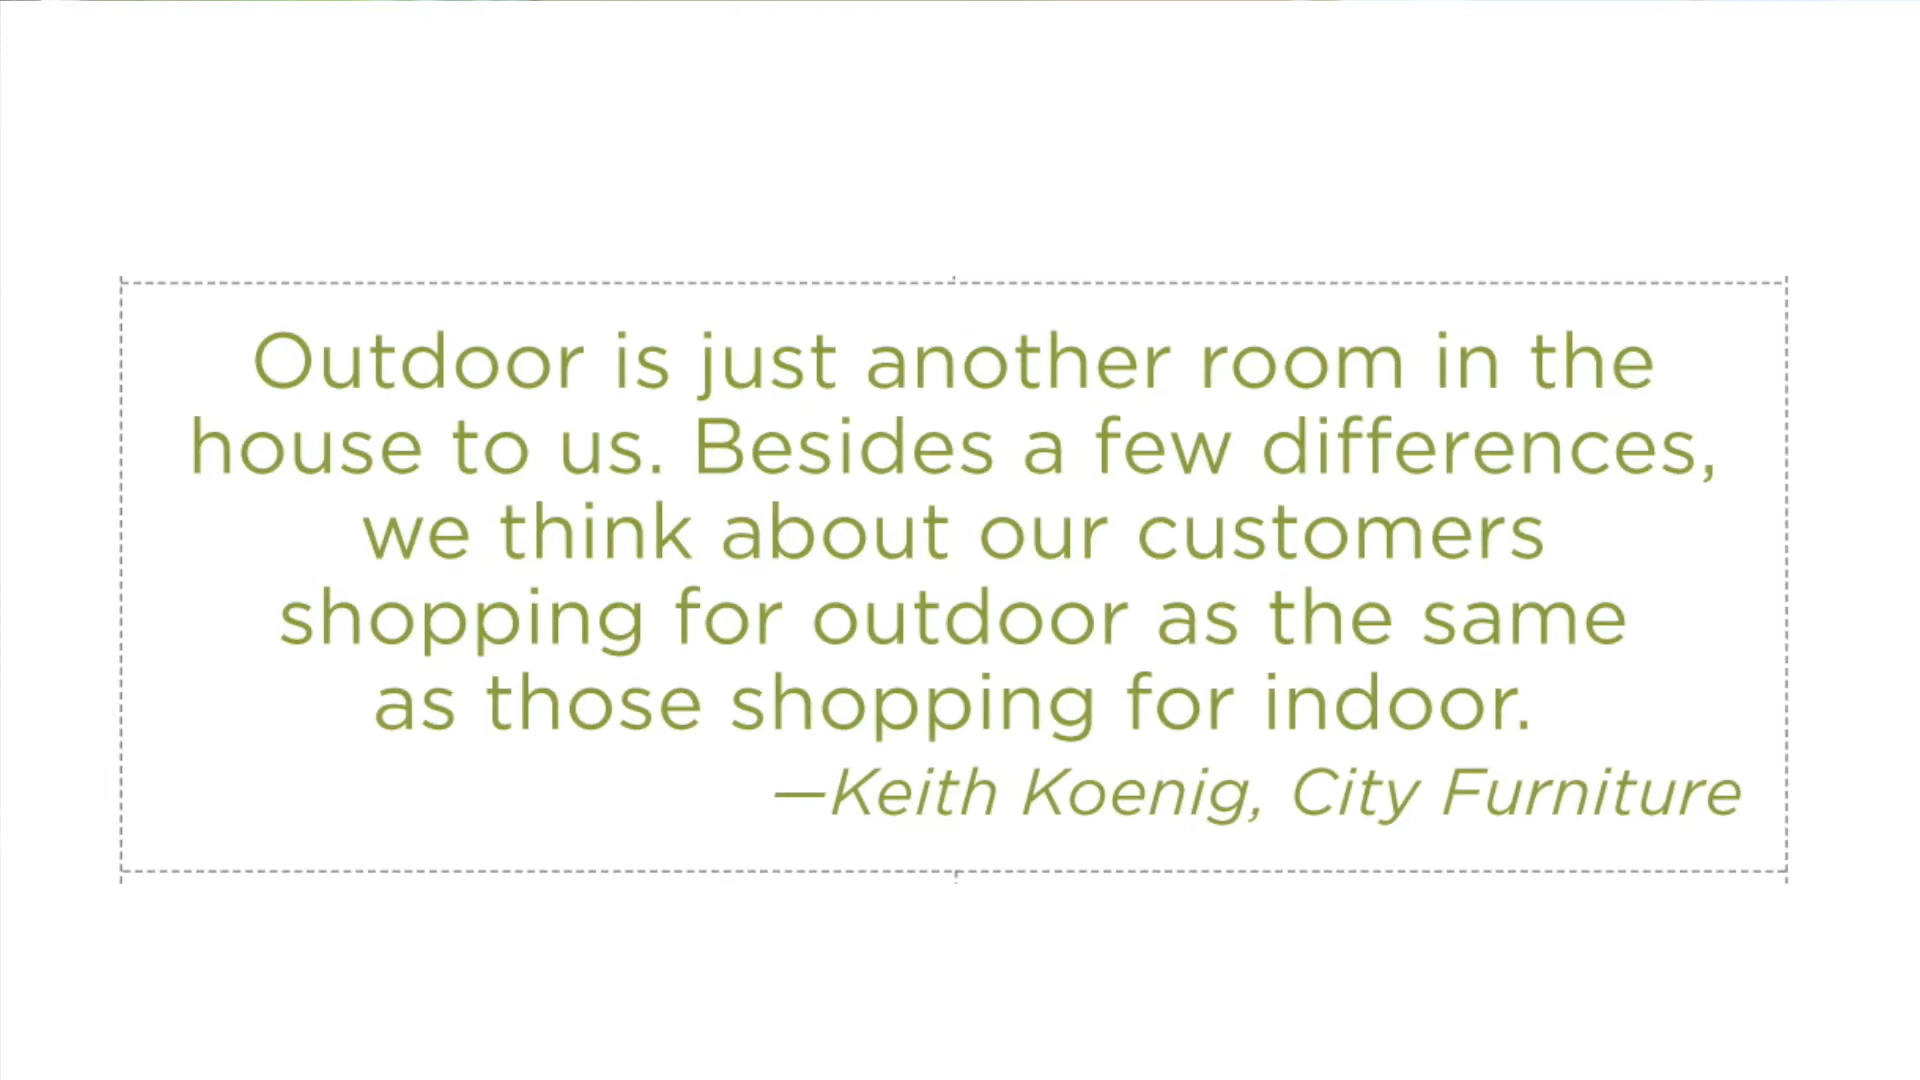 Outdoor is just another room in the
house to us. Besides a few differences,
we think about our customers
shopping for outdoor as the same
as those shopping for indoor.
—Keith Koenig, City Furniture